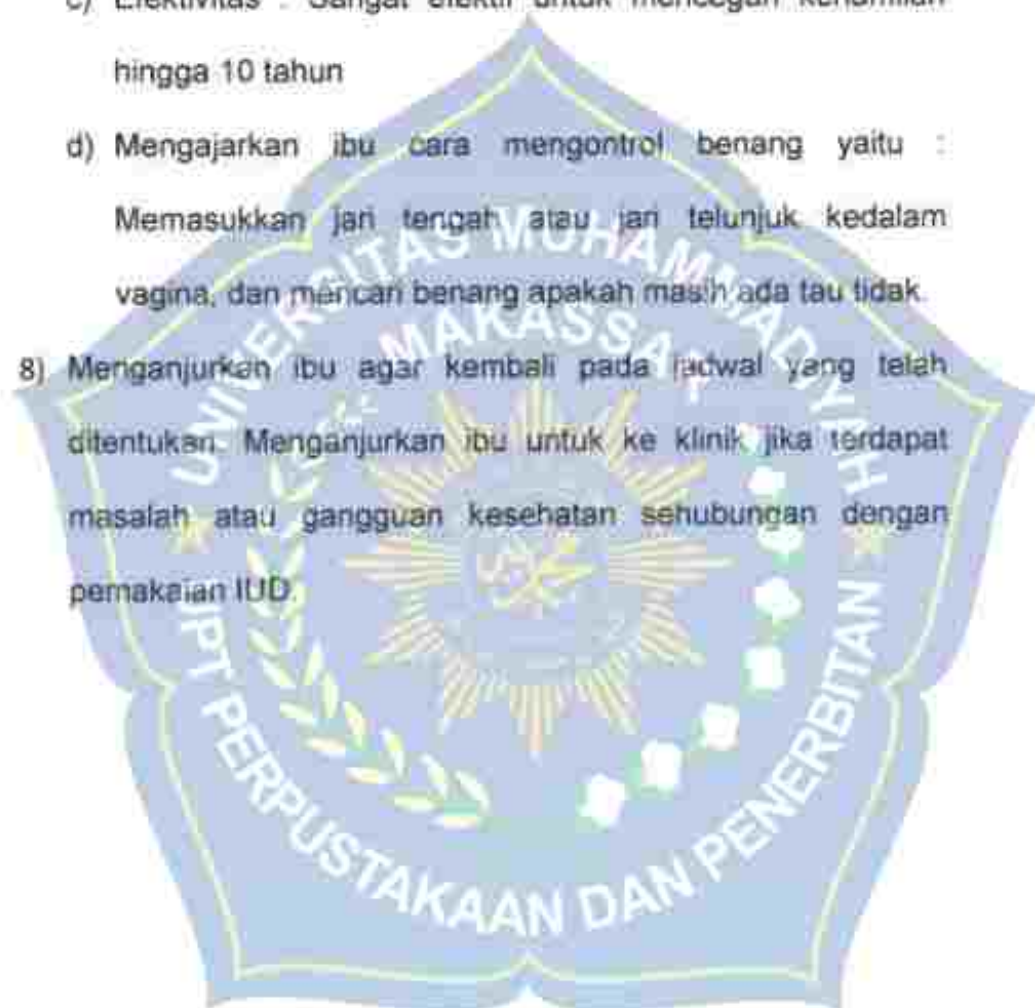 c) Efektivitas : Sangat efektif untuk mencegah kehamilan
hingga 10 tahun
d) Mengajarkan ibu cara mengontrol benang yaitu :
Memasukkan jari tengah atau jari telunjuk kedalam
vagina, dan mencari benang apakah masih ada tau tidak.
8) Menganjurkan ibu agar kembali pada jadwal yang telah
ditentukan. Menganjurkan ibu untuk ke klinik jika terdapat
masalah atau gangguan kesehatan sehubungan dengan
pemakaian IUD.
UNIVERSITAS MUHAMMADIYAH
MAKASSAR
UPT PERPUSTAKAAN DAN PENERBITAN